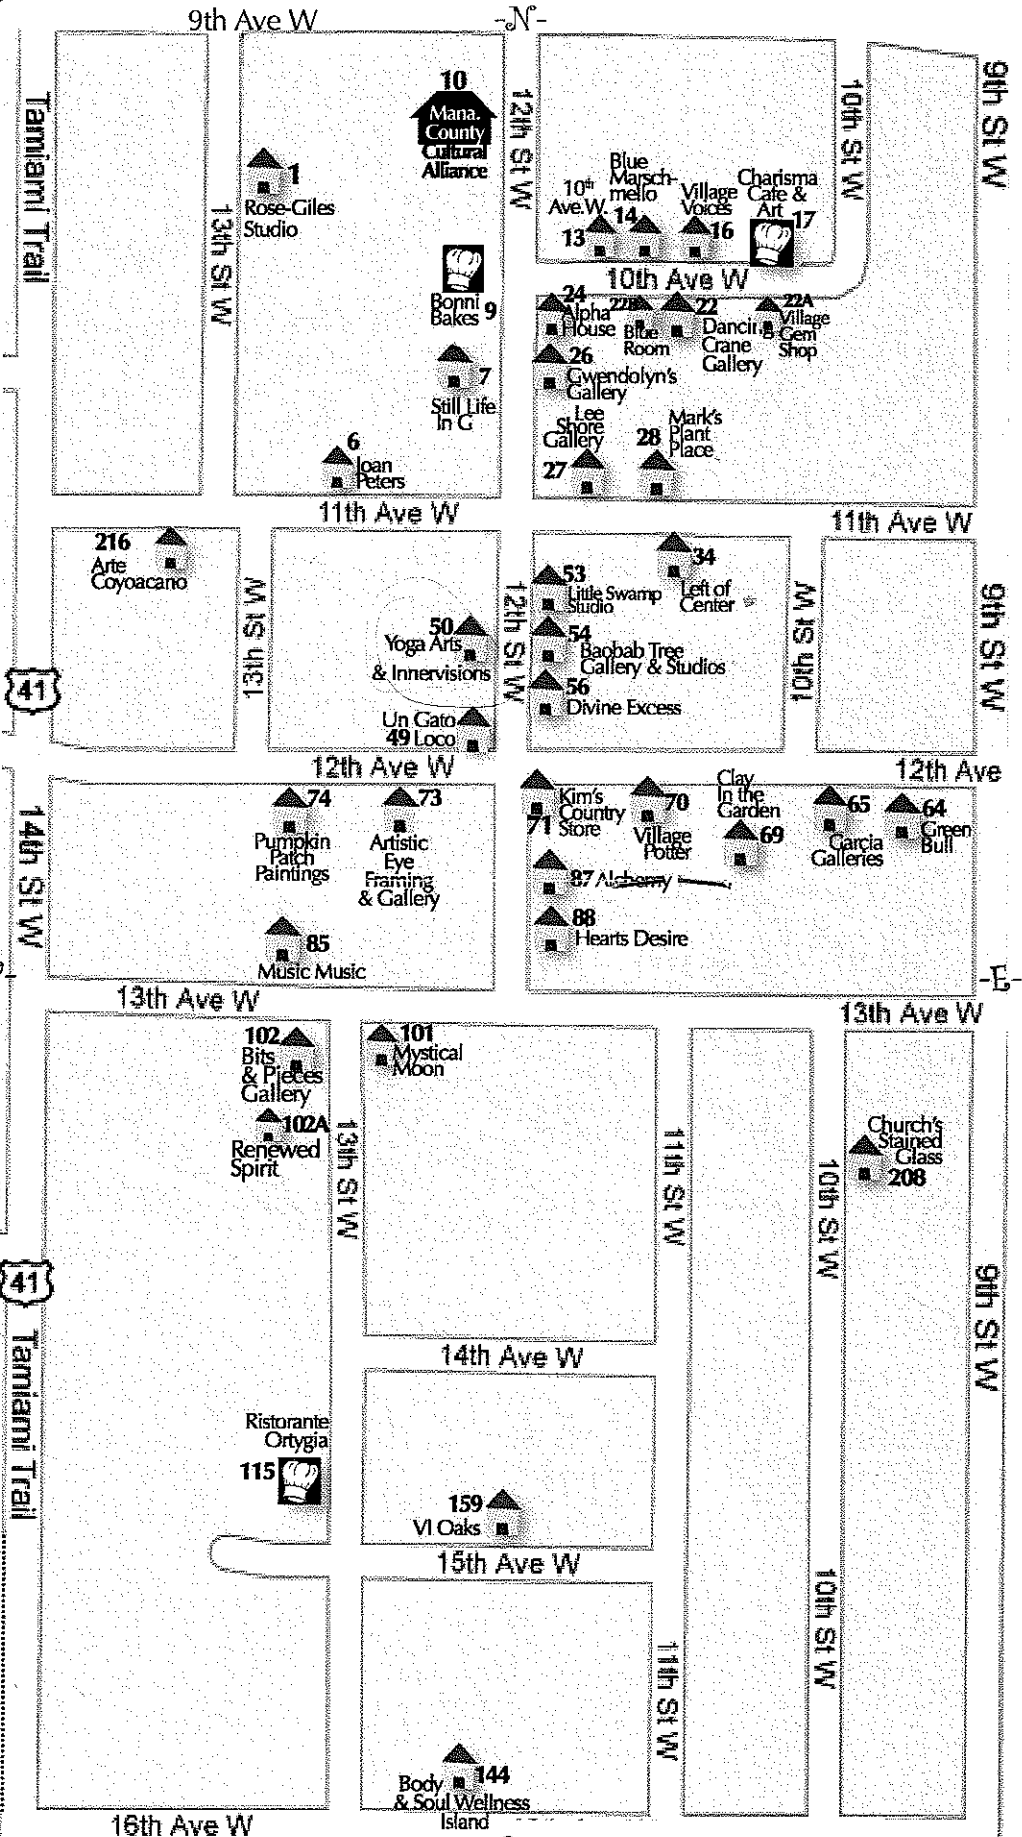 9th Ave W
-N-
Tamiami Trail
13th St W
12th St W
10th St W
9th St W
10
Mana.
County
Cultural
Alliance
1
Rose-Giles
Studio
Bonni
Bakes 9
7
Still Life
In G
6
Joan
Peters
10th
Ave.W.
13
Blue
Marsch-
mello
14
Village
Voices
16
Charisma
Cafe &
Art
17
10th Ave W
24
Alpha
House
22B
Blue
Room
22
Dancing
Crane
Gallery
22A
Village
Gem
Shop
26
Gwendolyn's
Gallery
Lee
Shore
Gallery
27
Mark's
Plant
Place
28
11th Ave W
11th Ave W
216
Arte
Coyoacano
13th St W
50
Yoga Arts
& Innervisions
Un Gato
49 Loco
12th St W
53
Little Swamp
Studio
34
Left of
Center
54
Baobab Tree
Gallery & Studios
56
Divine Excess
10th St W
9th St W
41
12th Ave W
12th Ave
14th St W
74
Pumpkin
Patch
Paintings
73
Artistic
Eye
Framing
& Gallery
85
Music Music
71
Kim's
Country
Store
70
Village
Potter
Clay
In the
Garden
69
65
Garcia
Galleries
64
Green
Bull
87 Alchemy
88
Hearts Desire
-E-
13th Ave W
13th Ave W
102
Bits
& Pieces
Gallery
102A
Renewed
Spirit
13th St W
101
Mystical
Moon
11th St W
10th St W
Church's
Stained
Glass
208
41
Tamiami Trail
9th St W
14th Ave W
Ristorante
Ortygia
115
159
VI Oaks
15th Ave W
11th St W
10th St W
144
Body
& Soul Wellness
Island
16th Ave W